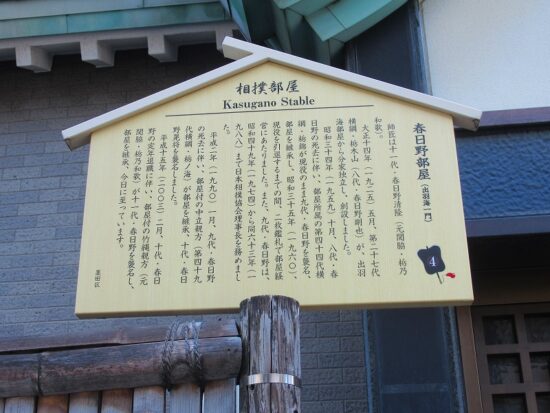 相撲部屋
Kasugano Stable
春日野部屋（出羽海一門）
師匠は十一代・春日野清隆（元関脇・栃乃
和歌）。
大正十四年（一九二五）五月、第二十七代
横綱・栃木山（八代・春日野剛也）が、出羽
海部屋から分家独立し、創設しました。
昭和三十四年（一九五九）十月、八代・春
日野の死去に伴い、部屋所属の第四十四代横
綱・栃錦が現役のまま九代・春日野を襲名、
部屋を継承し、昭和三十五年（一九六〇）、
現役を引退するまでの間、二枚鑑札で部屋経
営にあたりました。また、九代・春日野は、
昭和四十九年（一九七四）から同六十三年（一
九八八）まで日本相撲協会理事長を務めまし
た。
平成二年（一九九〇）一月、九代・春日野
の死去に伴い、部屋付の中立親方（第四十九
代横綱・栃ノ海）が部屋を継承、十代・春日
野晃将を襲名しました。
平成十五年（二〇〇三）二月、十代・春日
野の定年退職に伴い、部屋付の竹縄親方（元
関脇・栃乃和歌）が十一代・春日野を襲名し、
部屋を継承、今日に至っています。
墨田区
4